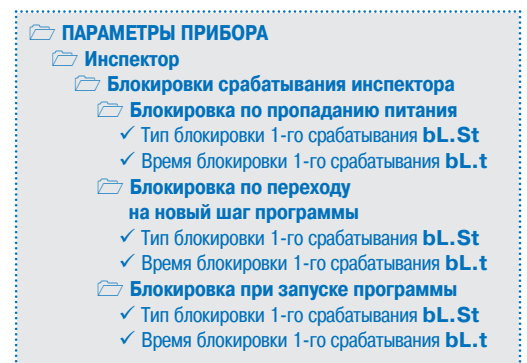 ПАРАМЕТРЫ ПРИБОРА
Инспектор
Блокировки срабатывания инспектора
Блокировка по пропаданию питания
✓ Тип блокировки 1-го срабатывания bL.St
✓ Время блокировки 1-го срабатывания bL.t
Блокировка по переходу
на новый шаг программы
✓ Тип блокировки 1-го срабатывания bL.St
✓ Время блокировки 1-го срабатывания bL.t
Блокировка при запуске программы
✓ Тип блокировки 1-го срабатывания bL.St
✓ Время блокировки 1-го срабатывания bL.t